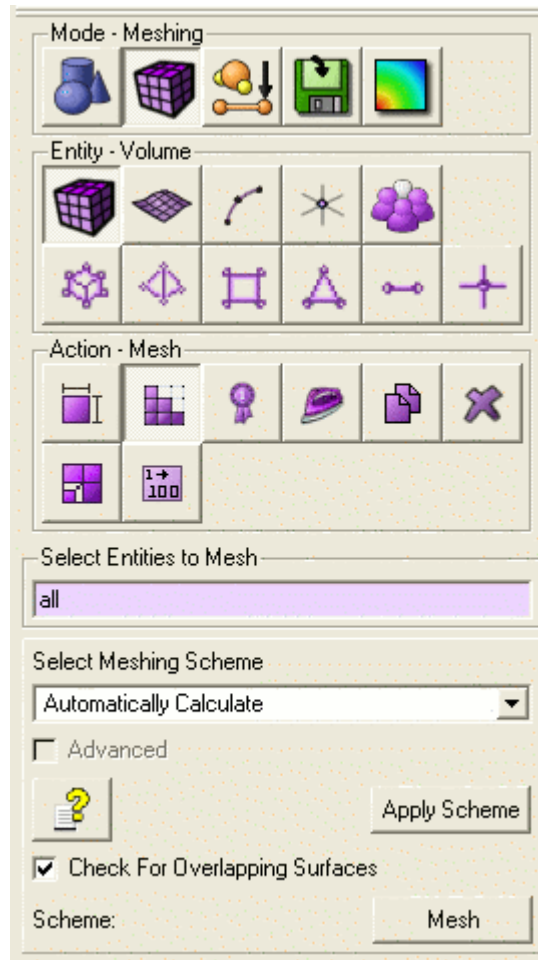 Mode - Meshing
Entity - Volume
Action - Mesh
1
1→
100
Select Entities to Mesh
all
Select Meshing Scheme
Automatically Calculate
Advanced
?
Apply Scheme
Check For Overlapping Surfaces
Scheme: Mesh